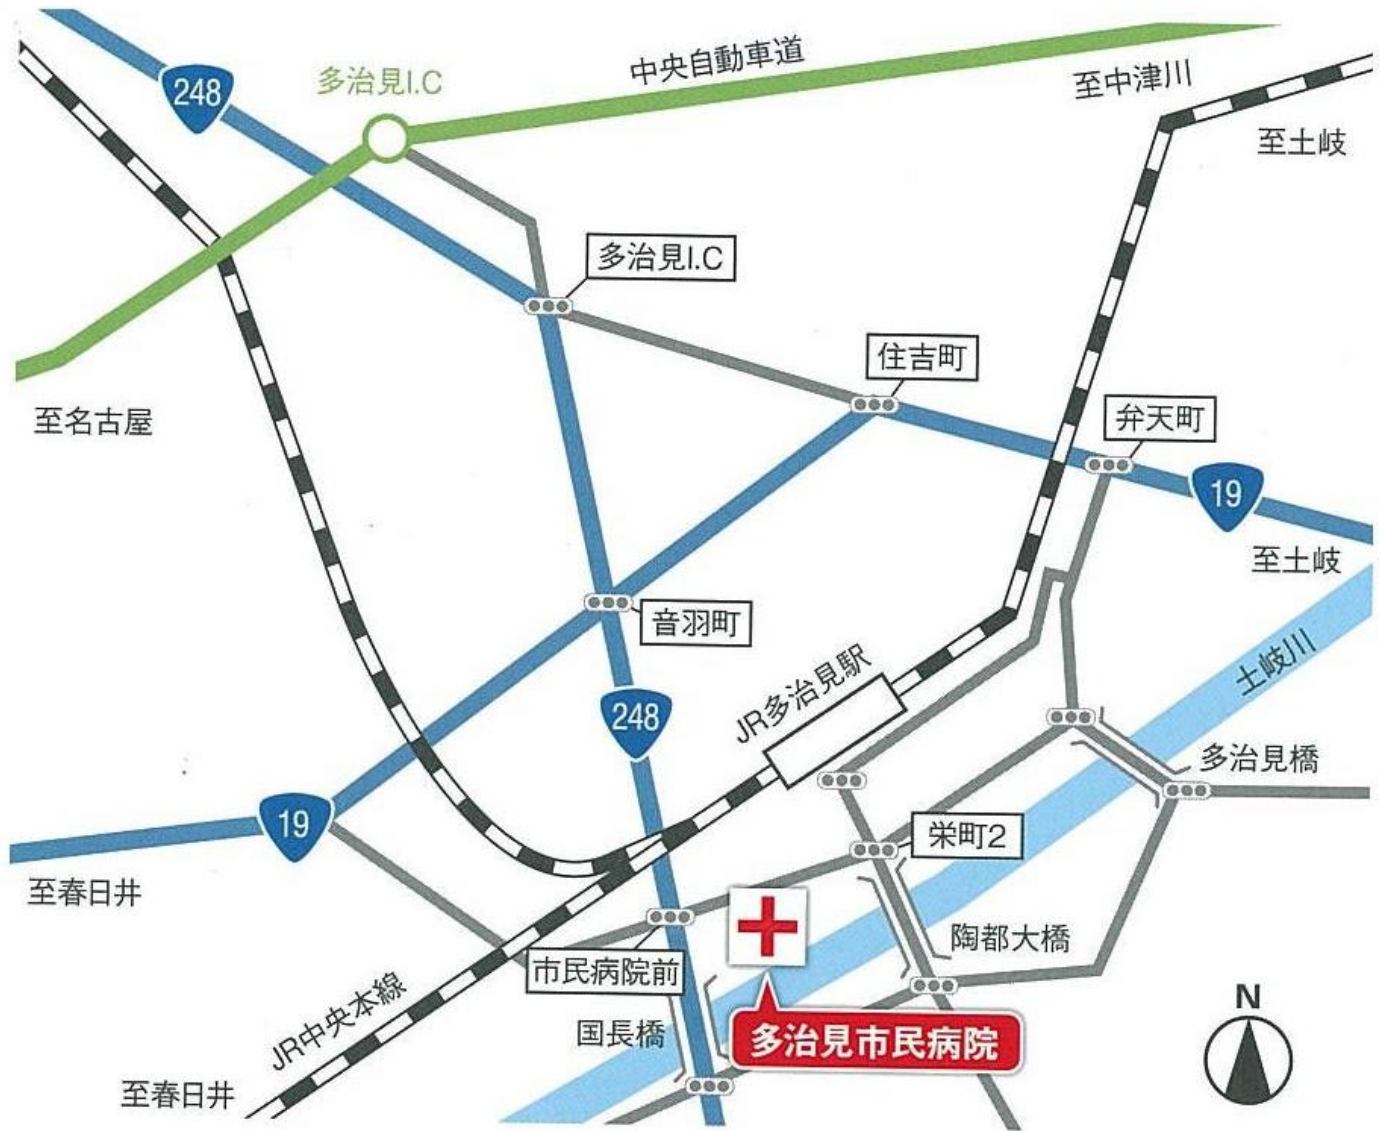 248
多治見I.C
中央自動車道
至中津川
至土岐
多治見I.C
住吉町
至名古屋
弁天町
19
至土岐
音羽町
土岐川
JR多治見駅
248
多治見橋
19
栄町2
至春日井
陶都大橋
市民病院前
JR中央本線
国長橋
多治見市民病院
N
至春日井